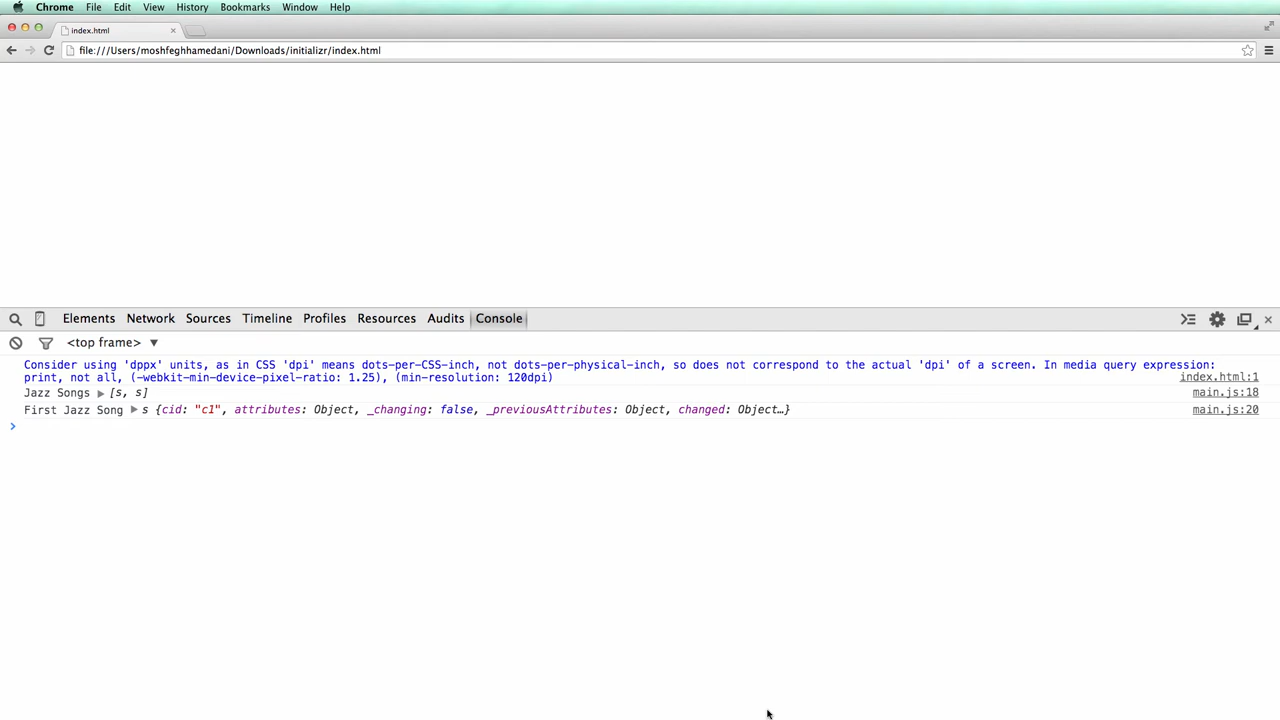 Chrome File Edit View History Bookmarks Window Help
index.html
file:///Users/moshfeghhamedani/Downloads/initializr/index.html
Elements Network Sources Timeline Profiles Resources Audits Console
<top frame>
Consider using 'dppx' units, as in CSS 'dpi' means dots-per-CSS-inch, not dots-per-physical-inch, so does not correspond to the actual 'dpi' of a screen. In media query expression:
print, not all, (-webkit-min-device-pixel-ratio: 1.25), (min-resolution: 120dpi) index.html:1
Jazz Songs [s, s] main.js:18
First Jazz Song s {cid: "c1", attributes: Object, _changing: false, _previousAttributes: Object, changed: Object…} main.js:20